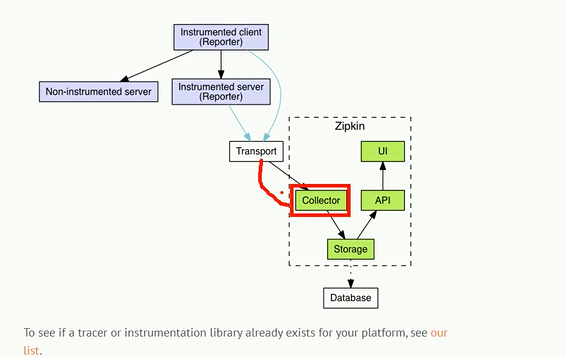 Instrumented client
(Reporter)
Non-instrumented server
Instrumented server
(Reporter)
Zipkin
Transport
UI
Collector
API
Storage
Database
To see if a tracer or instrumentation library already exists for your platform, see our
list.